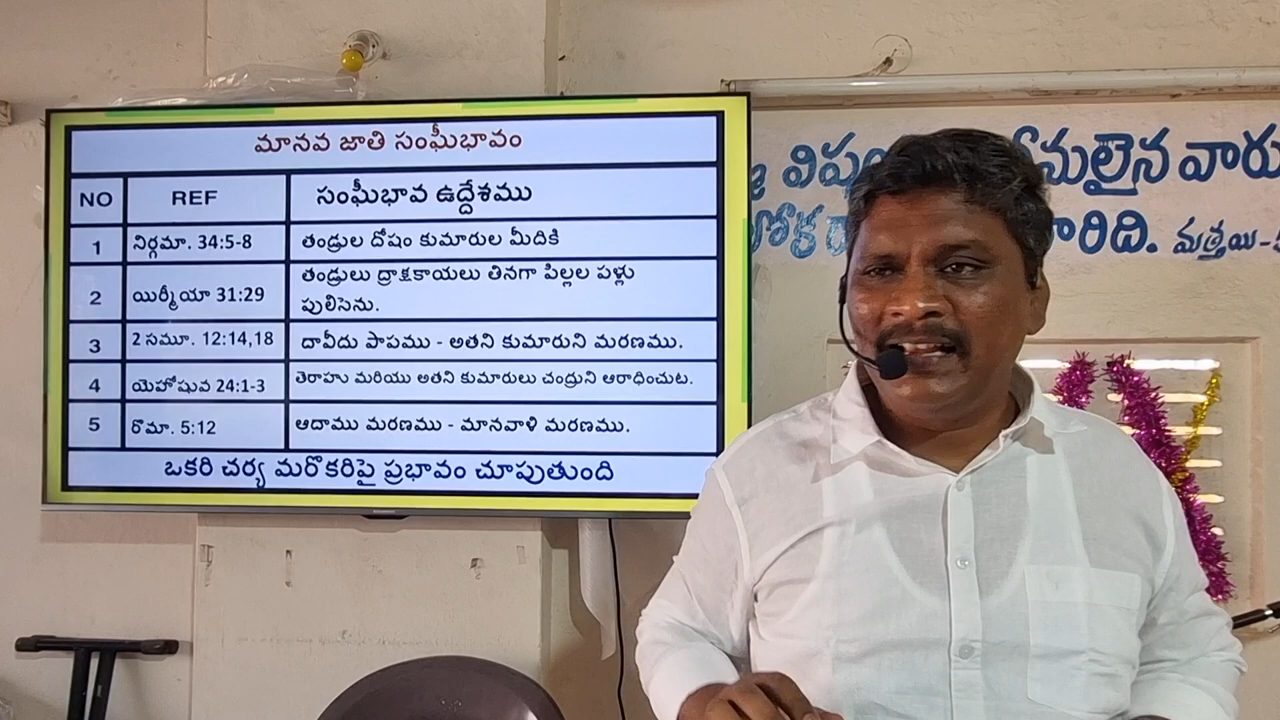 మానవ జాతి సంఘీభావం
NO REF సంఘీభావ ఉద్దేశము
1 నిర్గమా. 34:5-8 తండ్రుల దోషం కుమారుల మీదికి
2 యిర్మీయా 31:29 తండ్రులు ద్రాక్షకాయలు తినగా పిల్లల పళ్లు
పులిసెను.
3 2 సమూ. 12:14,18 దావీదు పాపము - అతని కుమారుని మరణము.
4 యెహోషువ 24:1-3 తెరాహు మరియు అతని కుమారులు చంద్రుని ఆరాధించుట.
5 రోమా. 5:12 ఆదాము మరణము - మానవాళి మరణము.
ఒకరి చర్య మరొకరిపై ప్రభావం చూపుతుంది
వారు
మత్తయి-